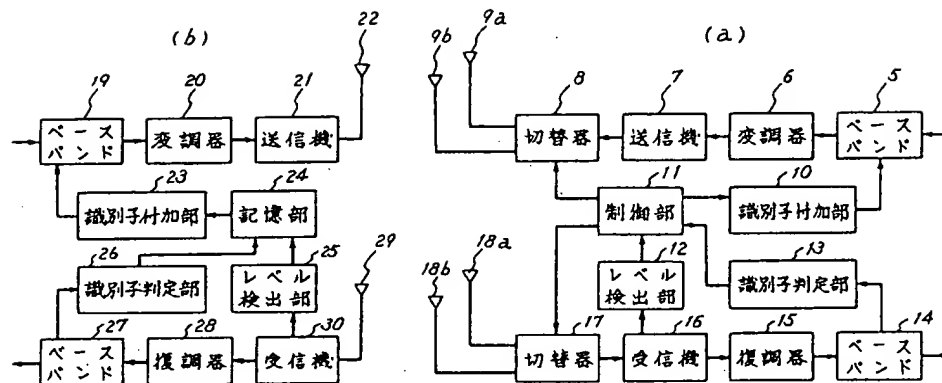 (b)
22
19
20
21
ベース
バンド
変調器
送信機
23
24
識別子付加部
記憶部
26
25
29
識別子判定部
レベル
検出部
27
28
30
ベース
バンド
復調器
受信機
(a)
9a
9b
8
7
6
5
切替器
送信機
変調器
ベース
バンド
11
10
制御部
識別子付加部
18a
12
13
18b
レベル
検出部
識別子判定部
17
16
15
14
切替器
受信機
復調器
ベース
バンド